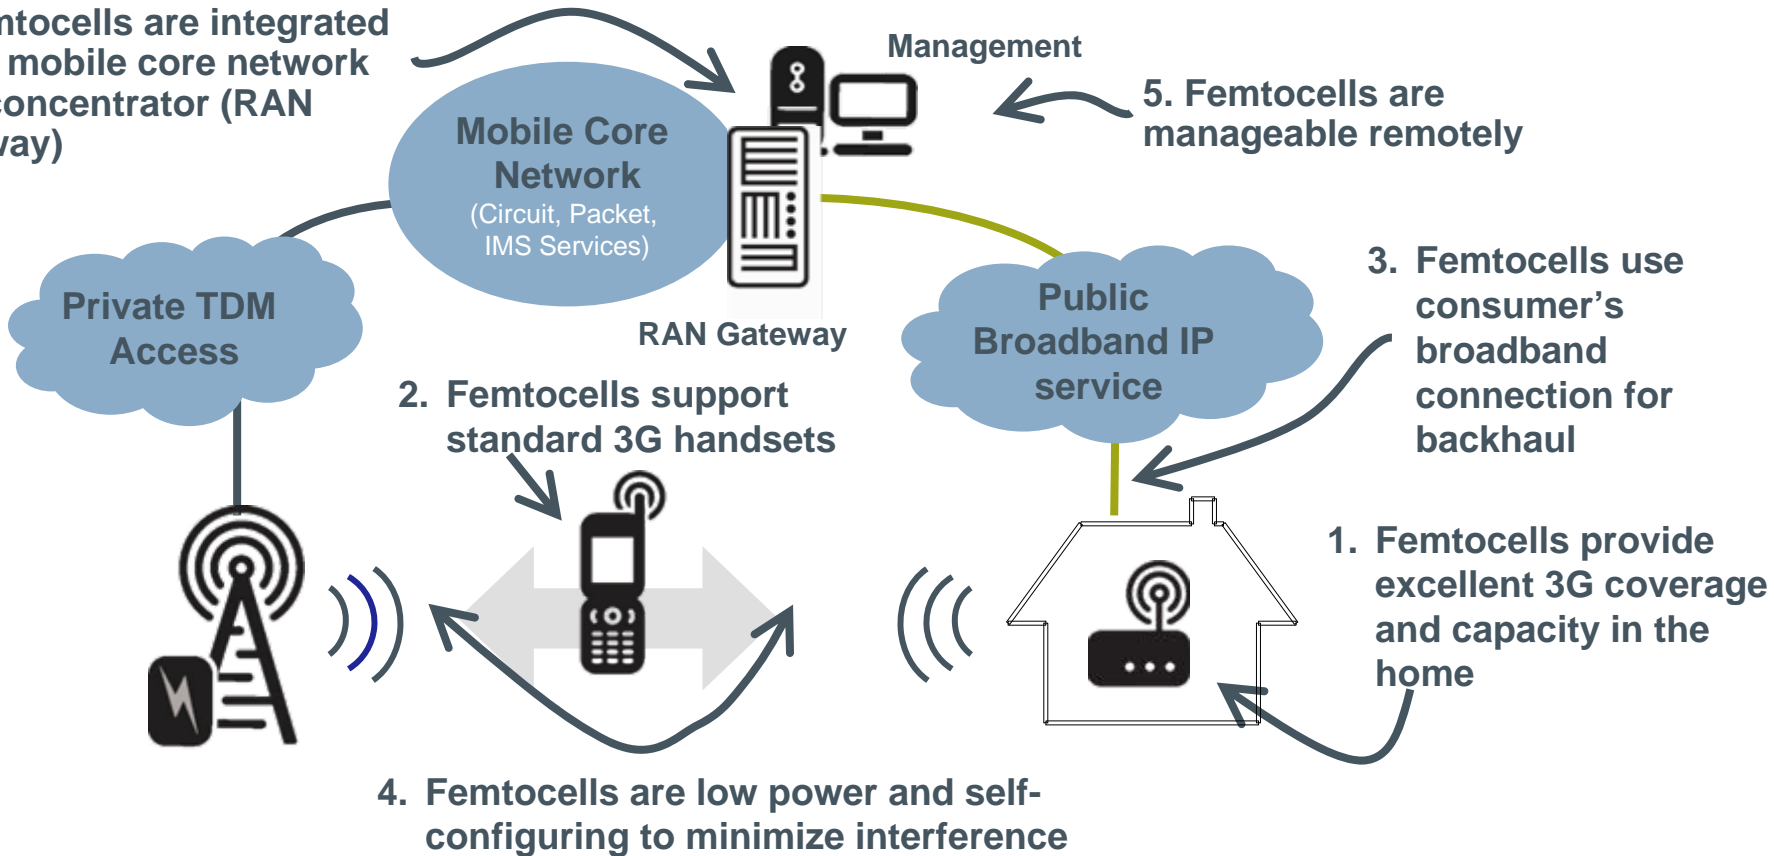 mtocells are integrated
mobile core network
concentrator (RAN
way)
Management
5. Femtocells are
manageable remotely
Mobile Core
Network
(Circuit, Packet,
IMS Services)
Private TDM
Access
RAN Gateway
Public
Broadband IP
service
3. Femtocells use
consumer’s
broadband
connection for
backhaul
2. Femtocells support
standard 3G handsets
1. Femtocells provide
excellent 3G coverage
and capacity in the
home
4. Femtocells are low power and self-
configuring to minimize interference